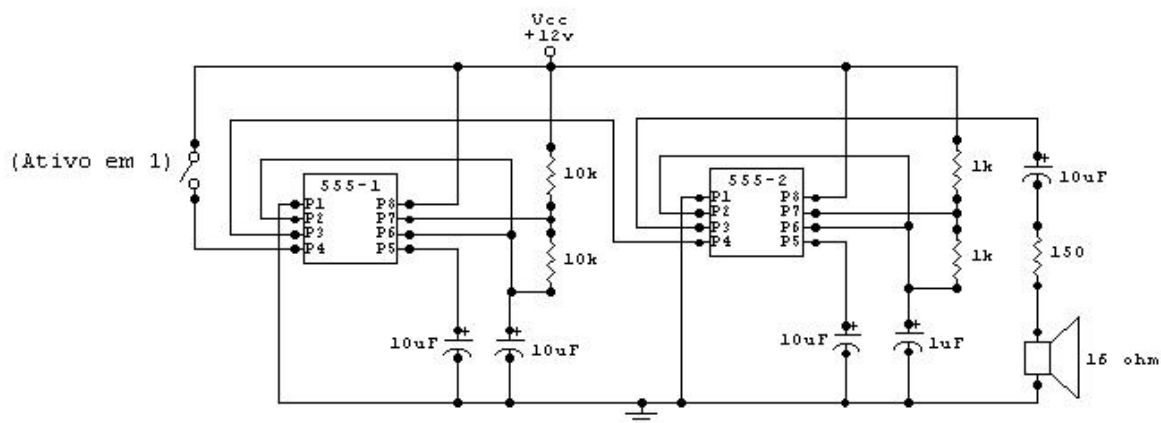 Vcc
+12v
(Ativo em 1)
555-1
P1 P8
P2 P7
P3 P6
P4 P5
10k
10k
10uF
10uF
555-2
P1 P8
P2 P7
P3 P6
P4 P5
1k
1k
10uF
1uF
10uF
150
16 ohm